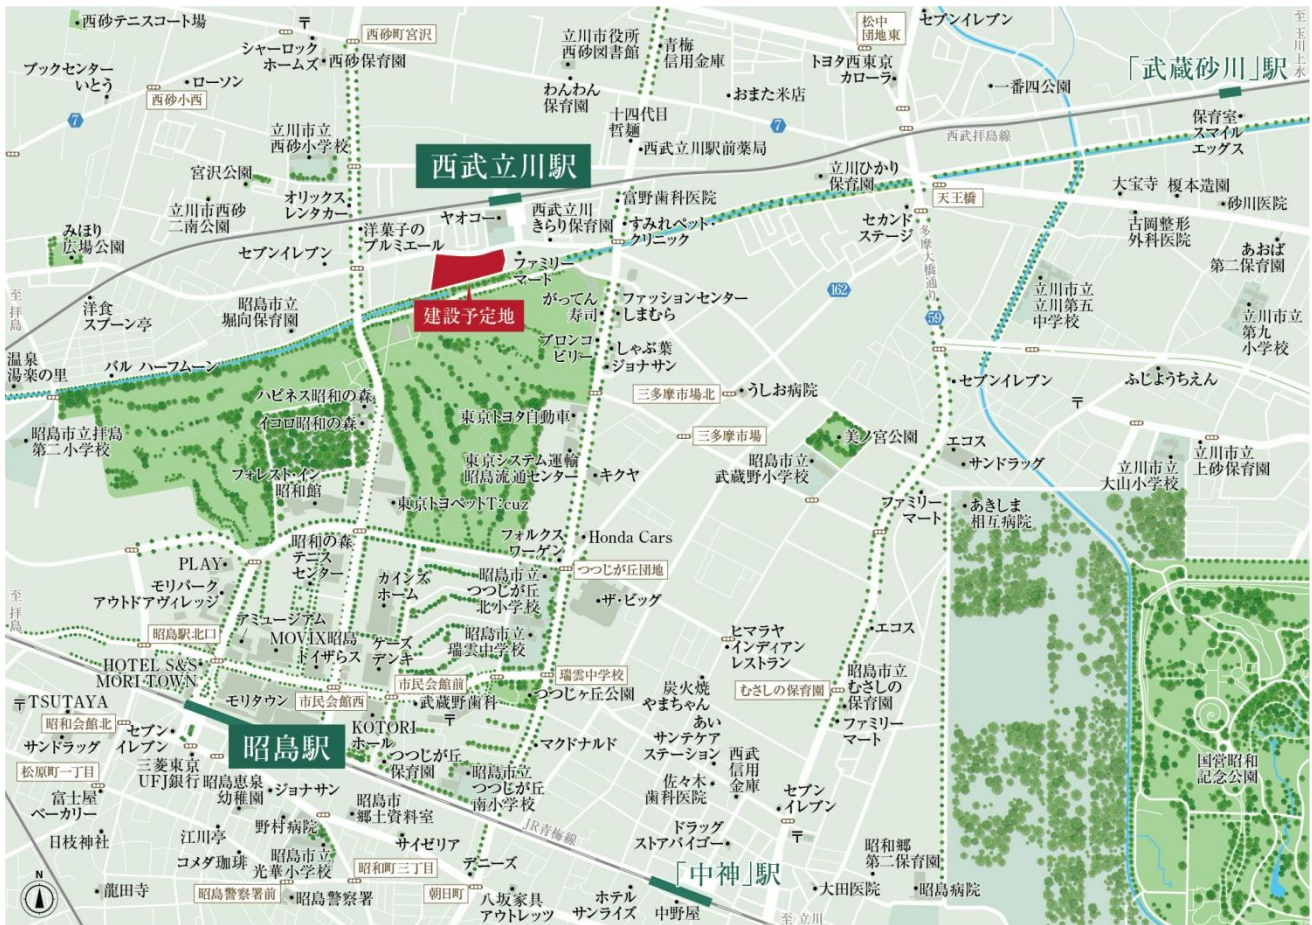 西砂テニスコート場
〒
シャーロック
ホームズ
西砂町宮沢
西砂保育園
立川市役所
西砂図書館
青梅
信用金庫
松中
団地東
セブンイレブン
至玉川上水
ブックセンター
いとう
ローソン
西砂小西
わんわん
保育園
トヨタ西東京
カローラ
おまた米店
一番四公園
「武蔵砂川」駅
7
立川市立
西砂小学校
十四代目
哲麺
7
西武拝島線
保育室
スマイル
エッグス
宮沢公園
西武立川駅
西武立川駅前薬局
立川ひかり
保育園
天王橋
大宝寺
榎本造園
砂川医院
立川市西砂
二南公園
オリックス
レンタカー
ヤオコー
西武立川
きらり保育園
富野歯科医院
すみれペット・
クリニック
セカンド
ステージ
古岡整形
外科医院
あおば
第二保育園
みほり
広場公園
セブンイレブン
洋菓子の
プルミエール
ファミリー
マート
多摩大橋通り
至拝島
洋食
スプーン亭
昭島市立
堀向保育園
建設予定地
がってん
寿司
ファッションセンター
しまむら
162
59
立川市立
立川第五
中学校
立川市立
第九
小学校
温泉
湯楽の里
バル ハーフムーン
ブロンコ
ビリー
しゃぶ葉
ジョナサン
ハピネス昭和の森
イコロ昭和の森
東京トヨタ自動車
三多摩市場北
うしお病院
セブンイレブン
ふじようちえん
〒
昭島市立拝島
第二小学校
三多摩市場
美ノ宮公園
エコス
サンドラッグ
フォレスト・イン
昭和館
東京システム運輸
昭島流通センター
キクヤ
昭島市立
武蔵野小学校
立川市立
大山小学校
立川市立
上砂保育園
東京トヨペットT:cuz
ファミリー
マート
あきしま
相互病院
昭和の森
テニス
センター
フォルクス
ワーゲン
Honda Cars
PLAY
モリパーク
アウトドアヴィレッジ
カインズ
ホーム
昭島市立
つつじが丘
北小学校
つつじが丘団地
ザ・ビッグ
至拝島
昭島駅北口
アミュージアム
MOVIX昭島
トイザらス
ケーズ
デンキ
昭島市立
瑞雲中学校
ヒマラヤ
インディアン
レストラン
エコス
HOTEL S&S
MORI TOWN
モリタウン
市民会館西
市民会館前
武蔵野歯科
〒
瑞雲中学校
つつじヶ丘公園
炭火焼
やまちゃん
むさしの保育園
昭島市立
むさしの
保育園
〒TSUTAYA
昭和会館北
サンドラッグ
セブン
イレブン
昭島駅
KOTORI
ホール
つつじが丘
保育園
マクドナルド
あい
サンテケア
ステーション
西武
信用
金庫
ファミリー
マート
国営昭和
記念公園
松原町一丁目
三菱東京
UFJ銀行
昭島恵泉
幼稚園
ジョナサン
昭島市立
つつじが丘
南小学校
佐々木
歯科医院
セブン
イレブン
〒
富士屋
ベーカリー
昭島市
郷土資料室
日枝神社
江川亭
野村病院
サイゼリア
JR青梅線
ドラッグ
ストアバイゴー
コメダ珈琲
昭島市立
光華小学校
昭和町三丁目
デニーズ
「中神」駅
昭和郷
第二保育園
N
龍田寺
昭島警察署前
昭島警察署
朝日町
八坂家具
アウトレッツ
ホテル
サンライズ
中野屋
至立川
大田医院
昭島病院